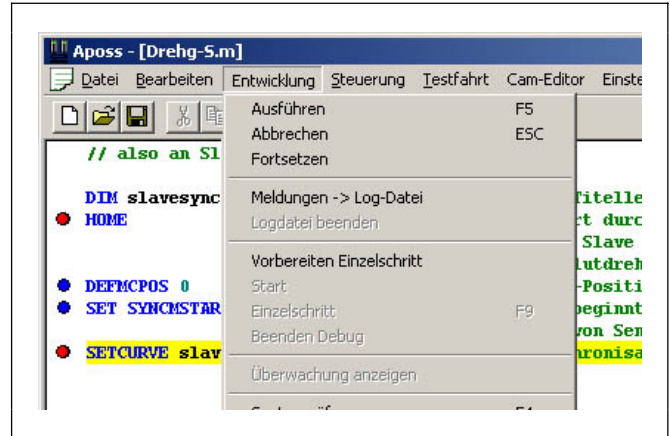 Aposs - [Drehg-S.m]
Datei Bearbeiten Entwicklung Steuerung Testfahrt Cam-Editor
Ausführen F5
Abbrechen ESC
Fortsetzen
Meldungen -> Log-Datei
Logdatei beenden
Vorbereiten Einzelschritt
Start
Einzelschritt F9
Beenden Debug
Überwachung anzeigen
// also an Sl
DIM slavesync
HOME
Slave
DEFMCPOS 0
SET SYNCMSTAR
SETCURVE slav